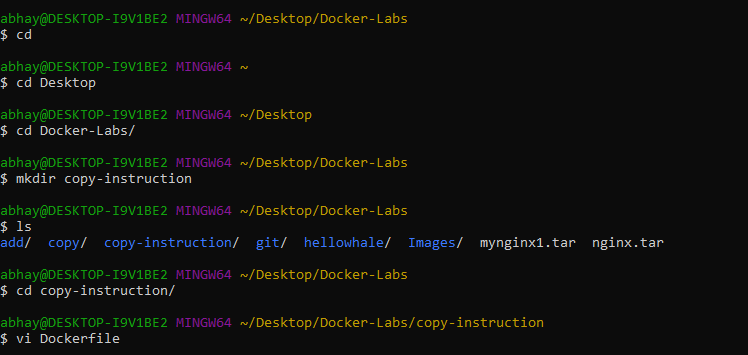 abhay@DESKTOP-I9V1BE2 MINGW64 ~/Desktop/Docker-Labs
$ cd
abhay@DESKTOP-I9V1BE2 MINGW64 ~
$ cd Desktop
abhay@DESKTOP-I9V1BE2 MINGW64 ~/Desktop
$ cd Docker-Labs/
abhay@DESKTOP-I9V1BE2 MINGW64 ~/Desktop/Docker-Labs
$ mkdir copy-instruction
abhay@DESKTOP-I9V1BE2 MINGW64 ~/Desktop/Docker-Labs
$ ls
add/  copy/  copy-instruction/  git/  hellowhale/  Images/  mynginx1.tar  nginx.tar
abhay@DESKTOP-I9V1BE2 MINGW64 ~/Desktop/Docker-Labs
$ cd copy-instruction/
abhay@DESKTOP-I9V1BE2 MINGW64 ~/Desktop/Docker-Labs/copy-instruction
$ vi Dockerfile